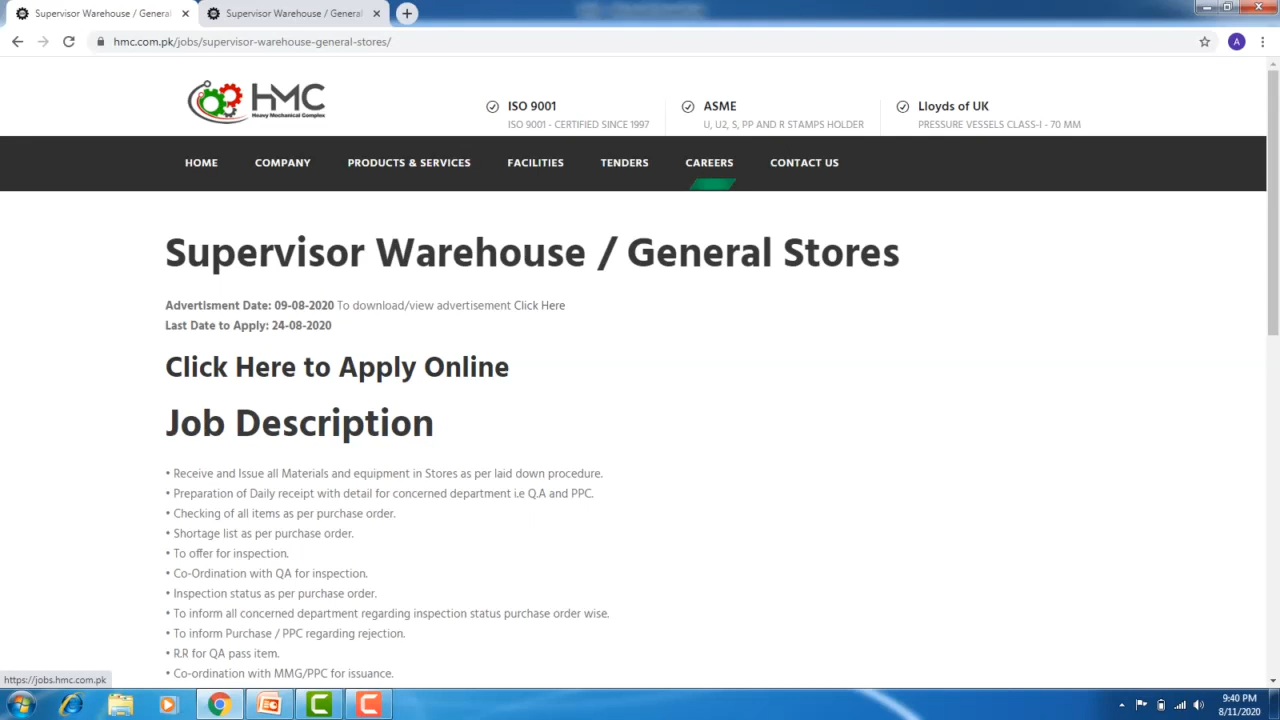 Supervisor Warehouse / General
Supervisor Warehouse / General
hmc.com.pk/jobs/supervisor-warehouse-general-stores/
A
HMC
Heavy Mechanical Complex
ISO 9001
ISO 9001 - CERTIFIED SINCE 1997
ASME
U, U2, S, PP AND R STAMPS HOLDER
Lloyds of UK
PRESSURE VESSELS CLASS-I - 70 MM
HOME COMPANY PRODUCTS & SERVICES FACILITIES TENDERS CAREERS CONTACT US
Supervisor Warehouse / General Stores
Advertisment Date: 09-08-2020 To download/view advertisement Click Here
Last Date to Apply: 24-08-2020
Click Here to Apply Online
Job Description
• Receive and Issue all Materials and equipment in Stores as per laid down procedure.
• Preparation of Daily receipt with detail for concerned department i.e Q.A and PPC.
• Checking of all items as per purchase order.
• Shortage list as per purchase order.
• To offer for inspection.
• Co-Ordination with QA for inspection.
• Inspection status as per purchase order.
• To inform all concerned department regarding inspection status purchase order wise.
• To inform Purchase / PPC regarding rejection.
• R.R for QA pass item.
• Co-ordination with MMG/PPC for issuance.
https://jobs.hmc.com.pk
9:40 PM
8/11/2020